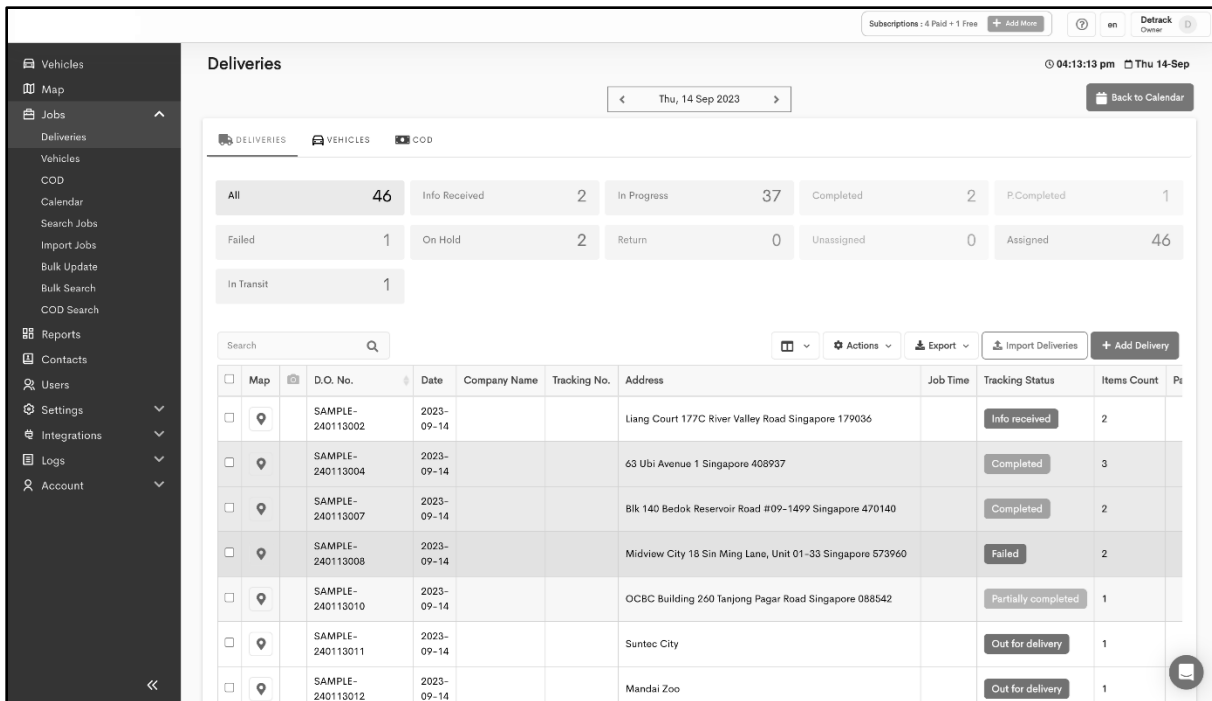 Subscriptions : 4 Paid + 1 Free + Add More ? en Detrack D
Owner
Vehicles
Map
Jobs
Deliveries
Vehicles
COD
Calendar
Search Jobs
Import Jobs
Bulk Update
Bulk Search
COD Search
Reports
Contacts
Users
Settings
Integrations
Logs
Account
Deliveries
04:13:13 pm Thu 14-Sep
< Thu, 14 Sep 2023 >
Back to Calendar
DELIVERIES VEHICLES COD
All 46 Info Received 2 In Progress 37 Completed 2 P.Completed 1
Failed 1 On Hold 2 Return 0 Unassigned 0 Assigned 46
In Transit 1
Search Actions Export Import Deliveries + Add Delivery
Map D.O. No. Date Company Name Tracking No. Address Job Time Tracking Status Items Count Pa
SAMPLE- 2023-
240113002 09-14 Liang Court 177C River Valley Road Singapore 179036 Info received 2
SAMPLE- 2023-
240113004 09-14 63 Ubi Avenue 1 Singapore 408937 Completed 3
SAMPLE- 2023-
240113007 09-14 Blk 140 Bedok Reservoir Road #09-1499 Singapore 470140 Completed 2
SAMPLE- 2023-
240113008 09-14 Midview City 18 Sin Ming Lane, Unit 01-33 Singapore 573960 Failed 2
SAMPLE- 2023-
240113010 09-14 OCBC Building 260 Tanjong Pagar Road Singapore 088542 Partially completed 1
SAMPLE- 2023-
240113011 09-14 Suntec City Out for delivery 1
SAMPLE- 2023-
240113012 09-14 Mandai Zoo Out for delivery 1